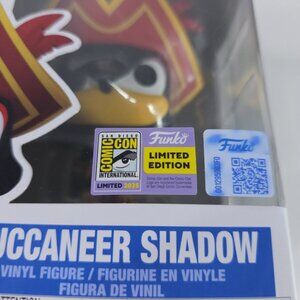 SAN DIEGO
COMIC CON
INTERNATIONAL
LIMITED 2025
Funko
LIMITED
EDITION
Funko
UCCANEER SHADOW
VINYL FIGURE / FIGURINE EN VINYLE
FIGURA DE VINIL